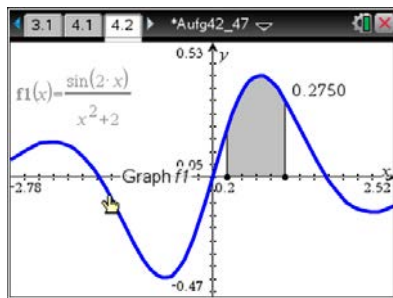 3.1 4.1 4.2 *Aufg42_47
0.53 y
f1(x)=sin(2·x)/x²+2
0.2750
0.05
Graph f1
x
-2.78 0.2 2.52
-0.47